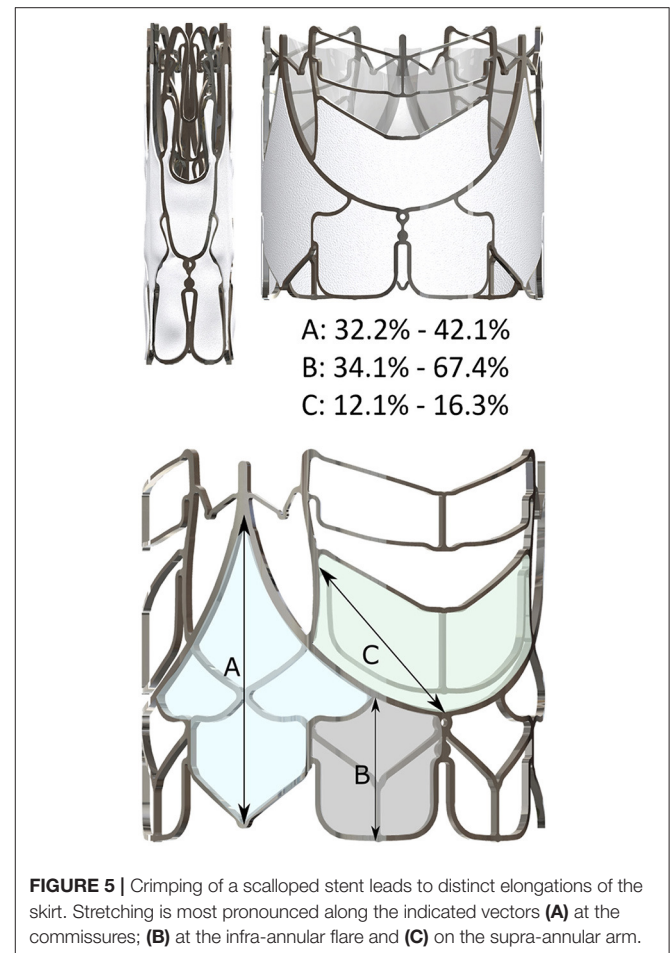 A: 32.2% - 42.1%
B: 34.1% - 67.4%
C: 12.1% - 16.3%
A
C
B
FIGURE 5 | Crimping of a scalloped stent leads to distinct elongations of the
skirt. Stretching is most pronounced along the indicated vectors (A) at the
commissures; (B) at the infra-annular flare and (C) on the supra-annular arm.